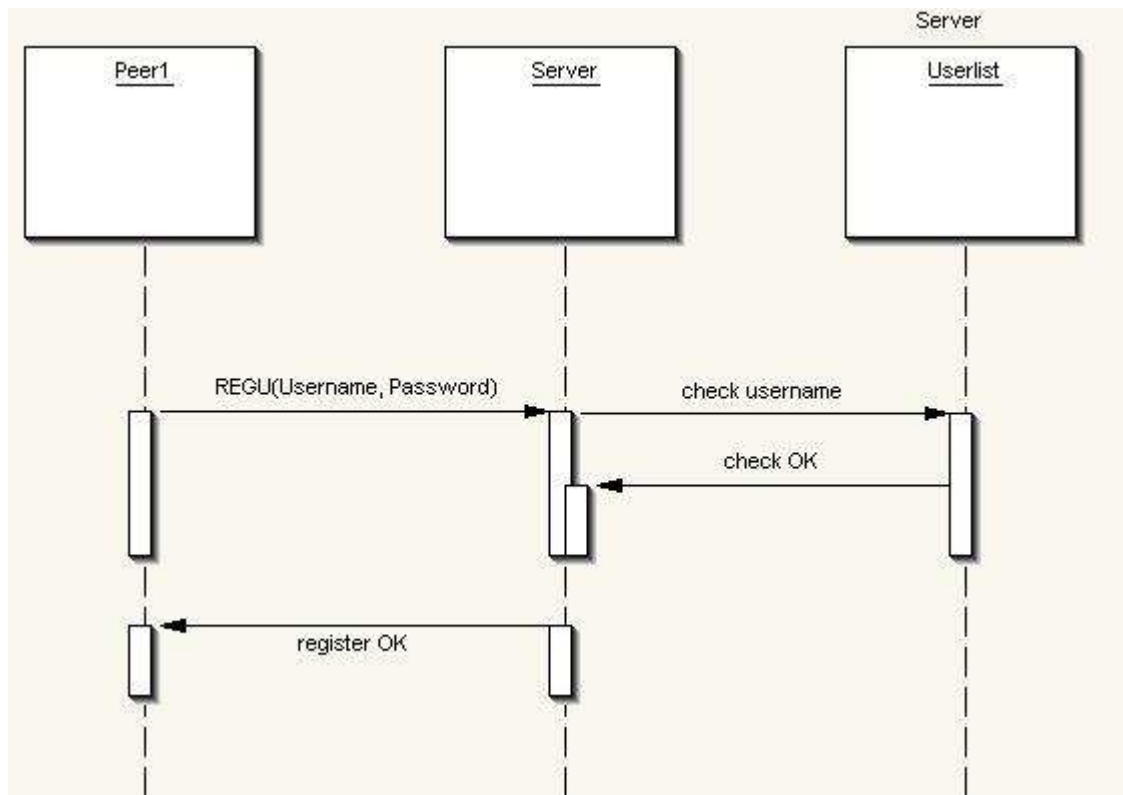 Server
Peer1
Server
Userlist
REGU(Username, Password)
check username
check OK
register OK